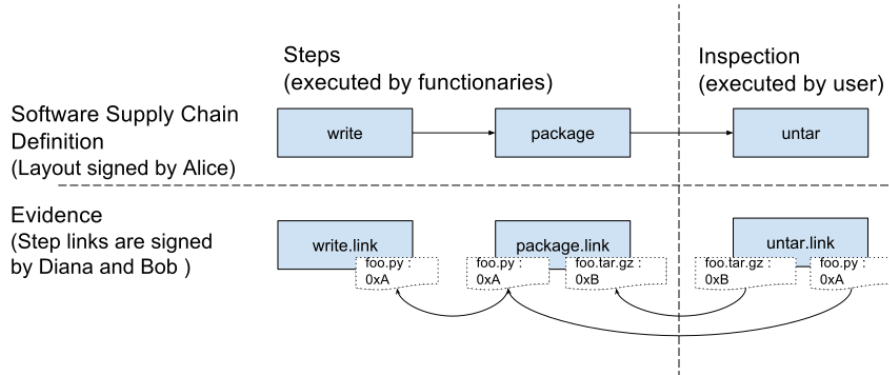 Steps
(executed by functionaries)
Inspection
(executed by user)
Software Supply Chain
Definition
(Layout signed by Alice)
write
package
untar
Evidence
(Step links are signed
by Diana and Bob )
write.link
package.link
untar.link
foo.py :
0xA
foo.py :
0xA
foo.tar.gz :
0xB
foo.tar.gz :
0xB
foo.py :
0xA